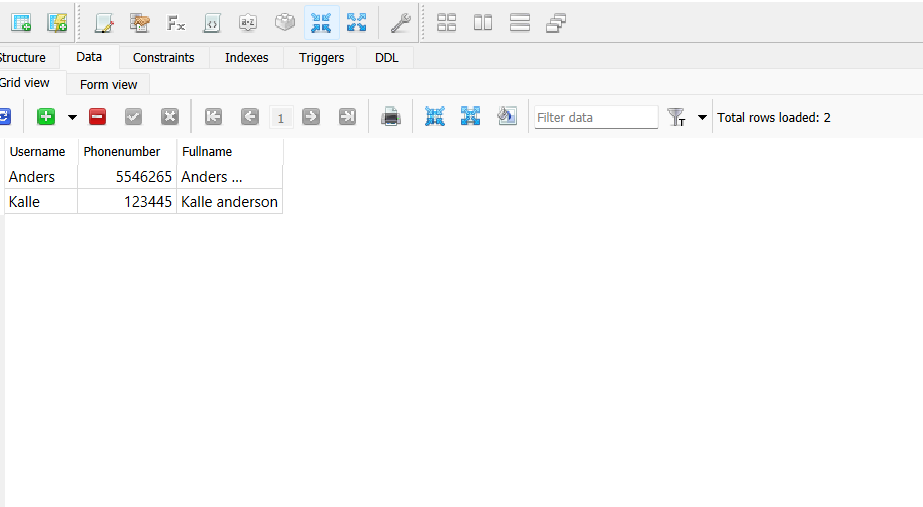 Structure Data Constraints Indexes Triggers DDL
Grid view Form view
1 Filter data T Total rows loaded: 2
Username Phonenumber Fullname
Anders 5546265 Anders ...
Kalle 123445 Kalle anderson